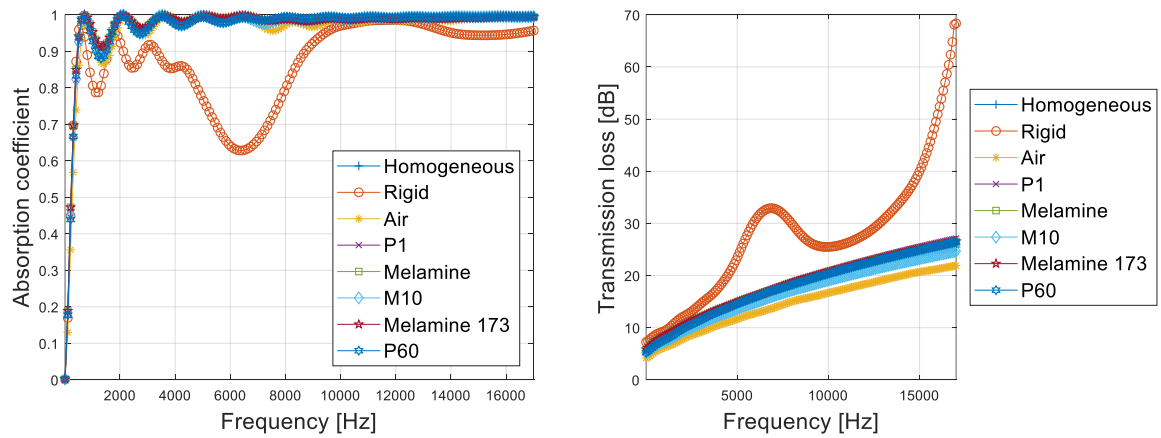 1
0.9
0.8
0.7
0.6
0.5
0.4
0.3
0.2
0.1
0
Absorption coefficient
2000 4000 6000 8000 10000 12000 14000 16000
Frequency [Hz]
Homogeneous
Rigid
Air
P1
Melamine
M10
Melamine 173
P60
70
60
50
40
30
20
10
0
Transmission loss [dB]
5000 10000 15000
Frequency [Hz]
Homogeneous
Rigid
Air
P1
Melamine
M10
Melamine 173
P60